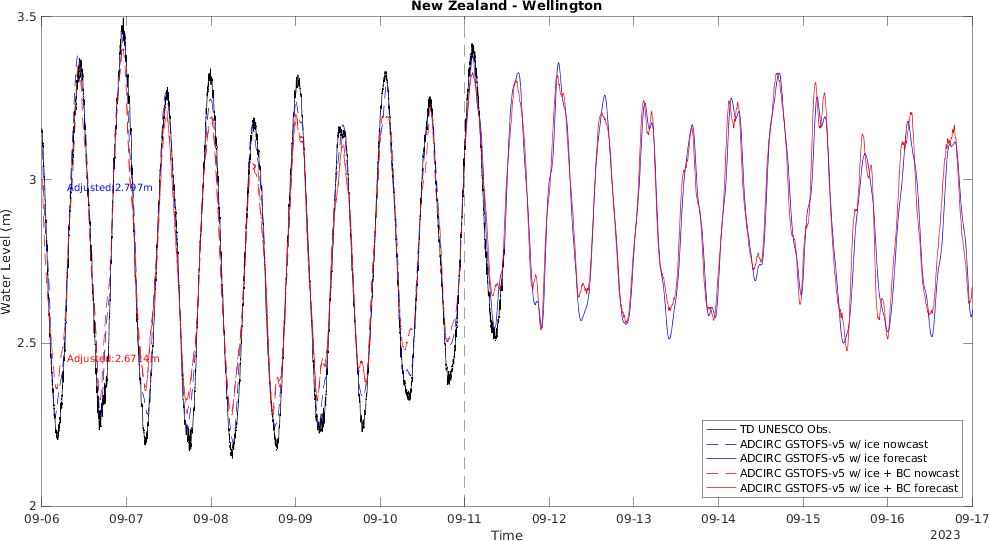 New Zealand - Wellington
Water Level (m)
3.5
3
2.5
2
Adjusted:2.797m
Adjusted:2.6714m
TD UNESCO Obs.
ADCIRC GSTOFS-v5 w/ ice nowcast
ADCIRC GSTOFS-v5 w/ ice forecast
ADCIRC GSTOFS-v5 w/ ice + BC nowcast
ADCIRC GSTOFS-v5 w/ ice + BC forecast
09-06 09-07 09-08 09-09 09-10 09-11 09-12 09-13 09-14 09-15 09-16 09-17
Time
2023